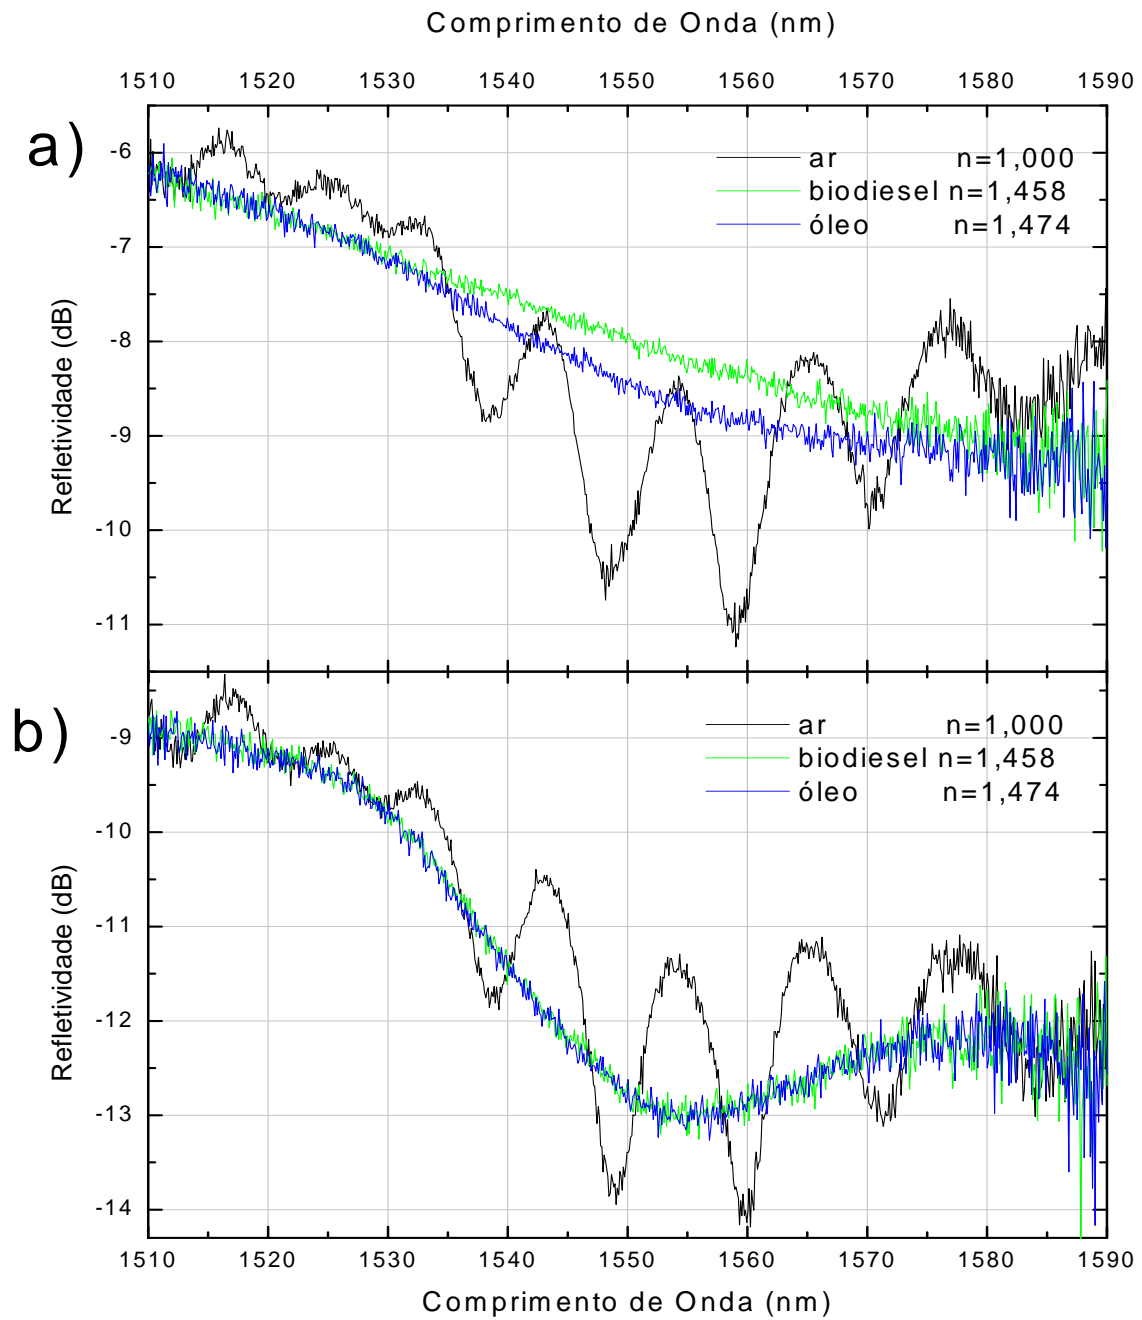 Comprimento de Onda (nm)
1510 1520 1530 1540 1550 1560 1570 1580 1590
a)
-6
-7
-8
-9
-10
-11
Refletividade (dB)
ar n=1,000
biodiesel n=1,458
óleo n=1,474
b)
-9
-10
-11
-12
-13
-14
Refletividade (dB)
ar n=1,000
biodiesel n=1,458
óleo n=1,474
1510 1520 1530 1540 1550 1560 1570 1580 1590
Comprimento de Onda (nm)